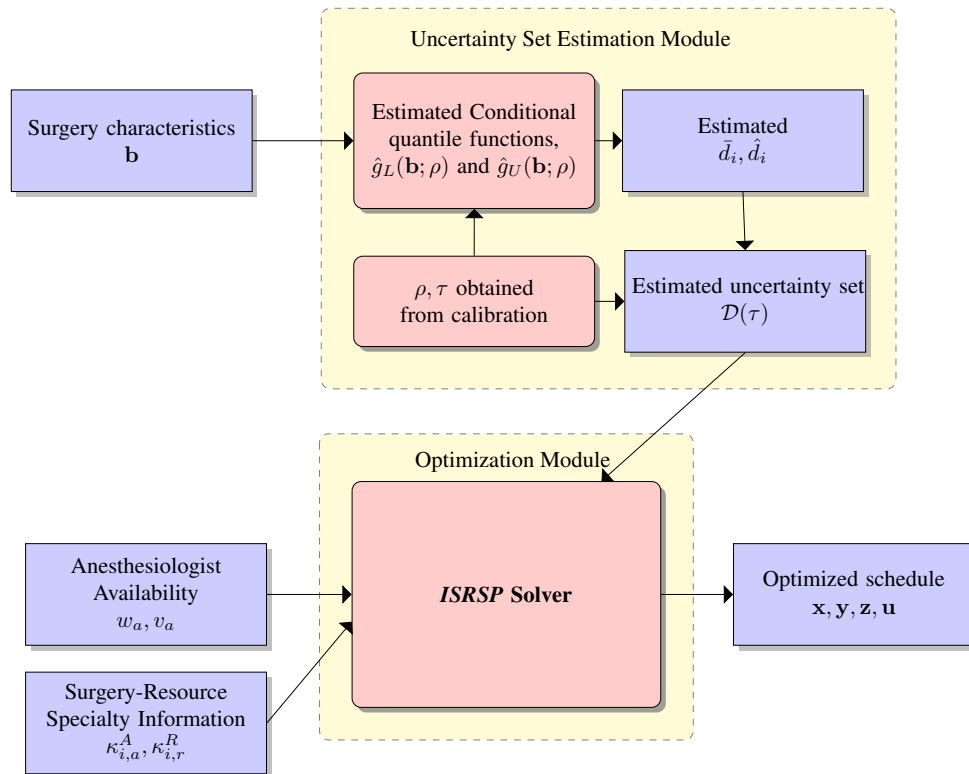 Uncertainty Set Estimation Module
Surgery characteristics
𝐛
Estimated Conditional
quantile functions,
ĝ_L(𝐛; ρ) and ĝ_U(𝐛; ρ)
Estimated
d̄_i, d̂_i
ρ, τ obtained
from calibration
Estimated uncertainty set
𝒟(τ)
Optimization Module
Anesthesiologist
Availability
w_a, v_a
ISRSP Solver
Optimized schedule
𝐱, 𝐲, 𝐳, 𝐮
Surgery-Resource
Specialty Information
κ^A_{i,a}, κ^R_{i,r}